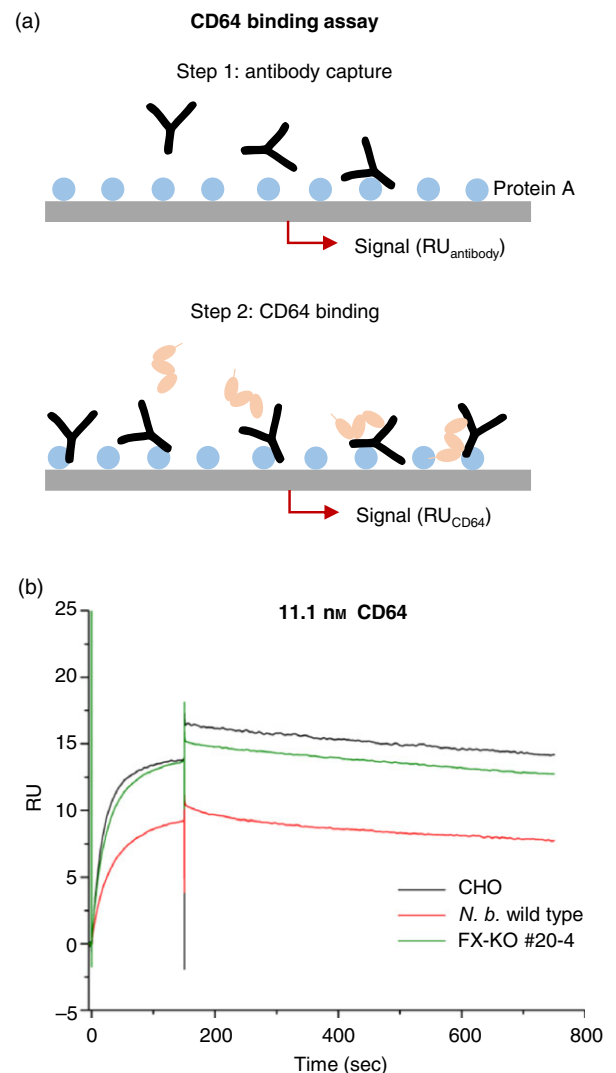 (a)
CD64 binding assay
Step 1: antibody capture
Protein A
Signal (RUantibody)
Step 2: CD64 binding
Signal (RUCD64)
(b)
11.1 nM CD64
25
20
15
10
5
0
–5
RU
CHO
N. b. wild type
FX-KO #20-4
0 200 400 600 800
Time (sec)